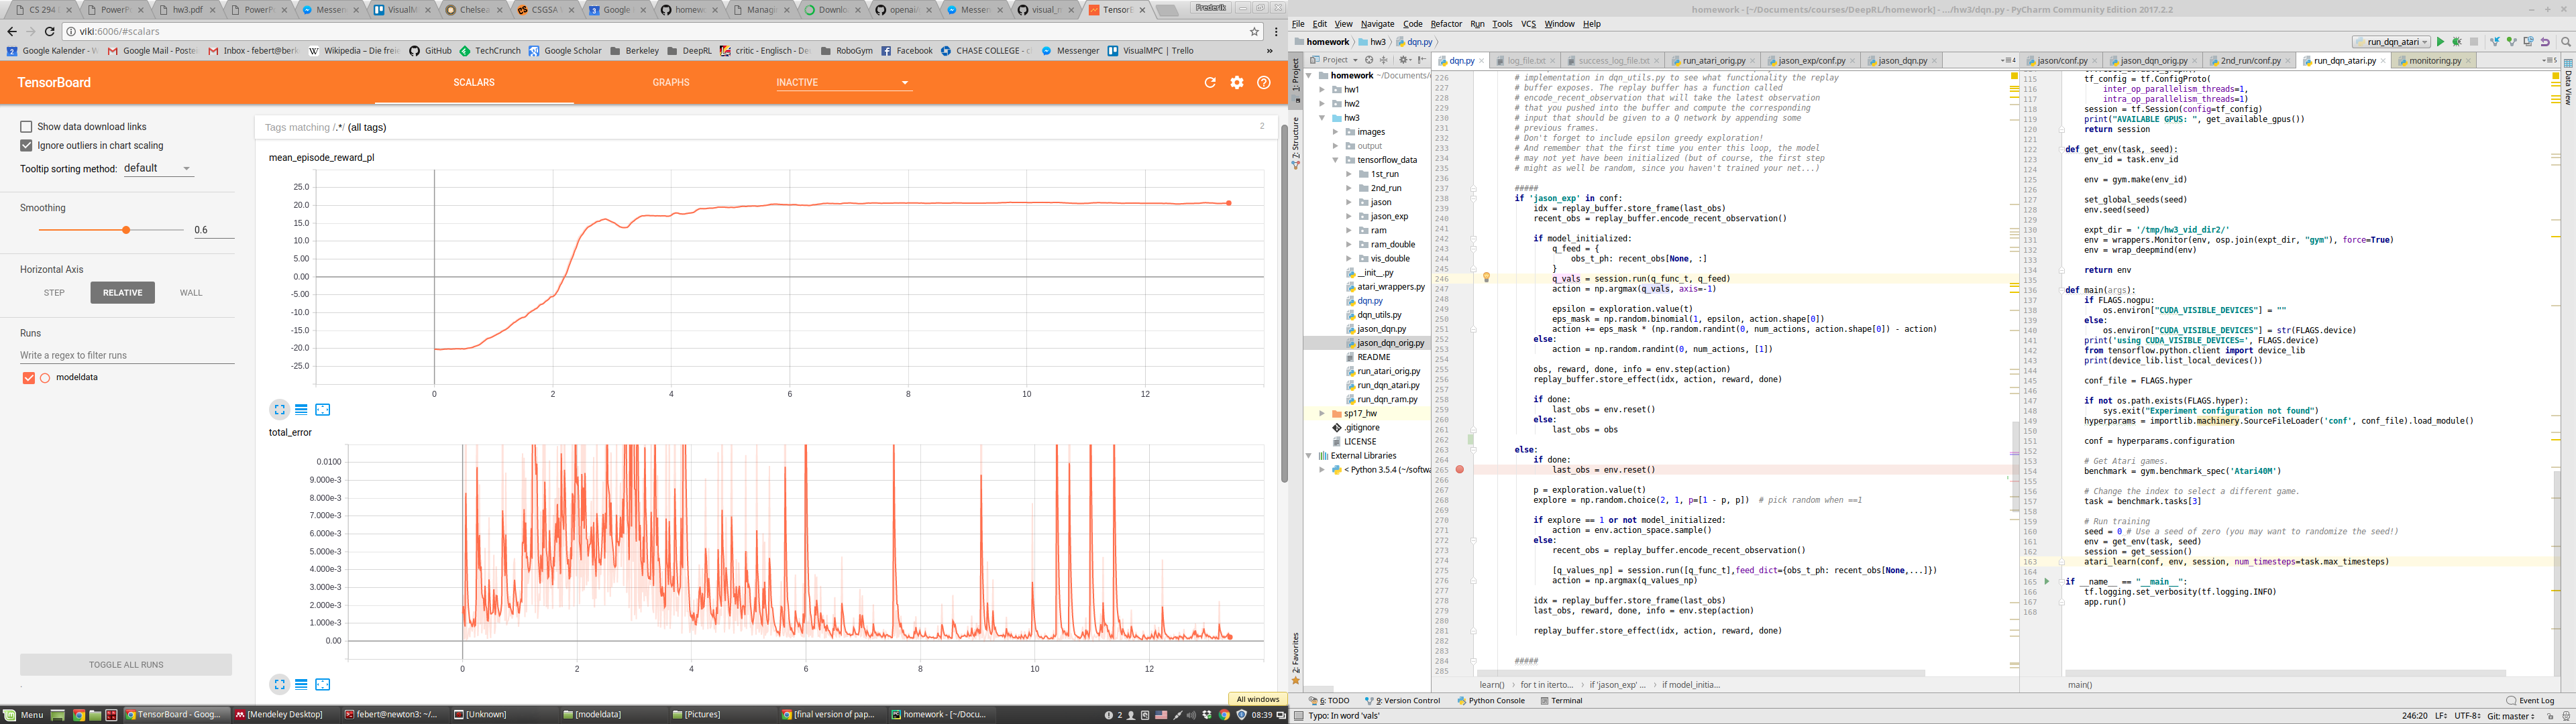 CS 294 D
PowerP
hw3.pdf
PowerP
Messen
VisualM
Chelsea
CSGSA
Google
homew
Manag
Downlo
openai/
Messen
visual_m
TensorB
Frederik
viki:6006/#scalars
Google Kalender - W
Google Mail - Poste
Inbox - febert@berk
Wikipedia – Die frei
GitHub
TechCrunch
Google Scholar
Berkeley
DeepRL
critic - Englisch - De
RoboGym
Facebook
CHASE COLLEGE - c
Messenger
VisualMPC | Trello
»
TensorBoard
SCALARS
GRAPHS
INACTIVE
Show data download links
Ignore outliers in chart scaling
Tooltip sorting method: default
Smoothing
0.6
Horizontal Axis
STEP
RELATIVE
WALL
Runs
Write a regex to filter runs
modeldata
TOGGLE ALL RUNS
Tags matching /.*/ (all tags)
2
mean_episode_reward_pl
25.0
20.0
15.0
10.0
5.00
0.00
-5.00
-10.0
-15.0
-20.0
-25.0
0 2 4 6 8 10 12
total_error
0.0100
9.000e-3
8.000e-3
7.000e-3
6.000e-3
5.000e-3
4.000e-3
3.000e-3
2.000e-3
1.000e-3
0.00
0 2 4 6 8 10 12
All windows
Menu
TensorBoard - Goog...
[Mendeley Desktop]
febert@newton3: ~/...
[Unknown]
[modeldata]
[Pictures]
[final version of pap...
homework - [~/Docu...
2
08:39
homework - [~/Documents/courses/DeepRL/homework] - .../hw3/dqn.py - PyCharm Community Edition 2017.2.2
File Edit View Navigate Code Refactor Run Tools VCS Window Help
homework
hw3
dqn.py
run_dqn_atari
Project
dqn.py
log_file.txt
success_log_file.txt
run_atari_orig.py
jason_exp/conf.py
jason_dqn.py
jason/conf.py
jason_dqn_orig.py
2nd_run/conf.py
run_dqn_atari.py
monitoring.py
1: Project
7: Structure
2: Favorites
Data View
homework ~/Documents/c
hw1
hw2
hw3
images
output
tensorflow_data
1st_run
2nd_run
jason
jason_exp
ram
ram_double
vis_double
__init__.py
atari_wrappers.py
dqn.py
dqn_utils.py
jason_dqn.py
jason_dqn_orig.py
README
run_atari_orig.py
run_dqn_atari.py
run_dqn_ram.py
sp17_hw
.gitignore
LICENSE
External Libraries
< Python 3.5.4 (~/softwa
226 # implementation in dqn_utils.py to see what functionality the replay
227 # buffer exposes. The replay buffer has a function called
228 # encode_recent_observation that will take the latest observation
229 # that you pushed into the buffer and compute the corresponding
230 # input that should be given to a Q network by appending some
231 # previous frames.
232 # Don't forget to include epsilon greedy exploration!
233 # And remember that the first time you enter this loop, the model
234 # may not yet have been initialized (but of course, the first step
235 # might as well be random, since you haven't trained your net...)
236
237 #####
238 if 'jason_exp' in conf:
239 idx = replay_buffer.store_frame(last_obs)
240 recent_obs = replay_buffer.encode_recent_observation()
241
242 if model_initialized:
243 q_feed = {
244 obs_t_ph: recent_obs[None, :]
245 }
246 q_vals = session.run(q_func_t, q_feed)
247 action = np.argmax(q_vals, axis=-1)
248
249 epsilon = exploration.value(t)
250 eps_mask = np.random.binomial(1, epsilon, action.shape[0])
251 action += eps_mask * (np.random.randint(0, num_actions, action.shape[0]) - action)
252 else:
253 action = np.random.randint(0, num_actions, [1])
254
255 obs, reward, done, info = env.step(action)
256 replay_buffer.store_effect(idx, action, reward, done)
257
258 if done:
259 last_obs = env.reset()
260 else:
261 last_obs = obs
262
263 else:
264 if done:
265 last_obs = env.reset()
266
267 p = exploration.value(t)
268 explore = np.random.choice(2, 1, p=[1 - p, p]) # pick random when ==1
269
270 if explore == 1 or not model_initialized:
271 action = env.action_space.sample()
272 else:
273 recent_obs = replay_buffer.encode_recent_observation()
274
275 [q_values_np] = session.run([q_func_t],feed_dict={obs_t_ph: recent_obs[None,...]})
276 action = np.argmax(q_values_np)
277
278 idx = replay_buffer.store_frame(last_obs)
279 last_obs, reward, done, info = env.step(action)
280
281 replay_buffer.store_effect(idx, action, reward, done)
282
283
284 #####
285
learn() for t in iterto... if 'jason_exp' ... if model_initia...
115 tf_config = tf.ConfigProto(
116 inter_op_parallelism_threads=1,
117 intra_op_parallelism_threads=1)
118 session = tf.Session(config=tf_config)
119 print("AVAILABLE GPUS: ", get_available_gpus())
120 return session
121
122 def get_env(task, seed):
123 env_id = task.env_id
124
125 env = gym.make(env_id)
126
127 set_global_seeds(seed)
128 env.seed(seed)
129
130 expt_dir = '/tmp/hw3_vid_dir2/'
131 env = wrappers.Monitor(env, osp.join(expt_dir, "gym"), force=True)
132 env = wrap_deepmind(env)
133
134 return env
135
136 def main(args):
137 if FLAGS.nogpu:
138 os.environ["CUDA_VISIBLE_DEVICES"] = ""
139 else:
140 os.environ["CUDA_VISIBLE_DEVICES"] = str(FLAGS.device)
141 print('using CUDA_VISIBLE_DEVICES=', FLAGS.device)
142 from tensorflow.python.client import device_lib
143 print(device_lib.list_local_devices())
144
145 conf_file = FLAGS.hyper
146
147 if not os.path.exists(FLAGS.hyper):
148 sys.exit("Experiment configuration not found")
149 hyperparams = importlib.machinery.SourceFileLoader('conf', conf_file).load_module()
150
151 conf = hyperparams.configuration
152
153 # Get Atari games.
154 benchmark = gym.benchmark_spec('Atari40M')
155
156 # Change the index to select a different game.
157 task = benchmark.tasks[3]
158
159 # Run training
160 seed = 0 # Use a seed of zero (you may want to randomize the seed!)
161 env = get_env(task, seed)
162 session = get_session()
163 atari_learn(conf, env, session, num_timesteps=task.max_timesteps)
164
165 if __name__ == "__main__":
166 tf.logging.set_verbosity(tf.logging.INFO)
167 app.run()
168
main()
6: TODO
9: Version Control
Python Console
Terminal
Event Log
Typo: In word 'vals'
246:20 LF÷ UTF-8÷ Git: master÷